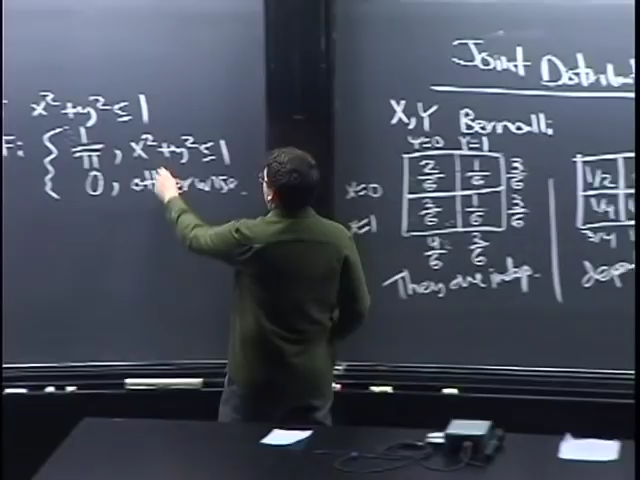 x²+y²≤1
F: { 1/π, x²+y²≤1
0, otherwise.
Joint Distrib
X,Y Bernoulli
Y=0 Y=1
X=0 2/6 1/6 3/6
X=1 2/6 1/6 3/6
4/6 2/6
They are indep.
1/2
1/4
3/4
depe